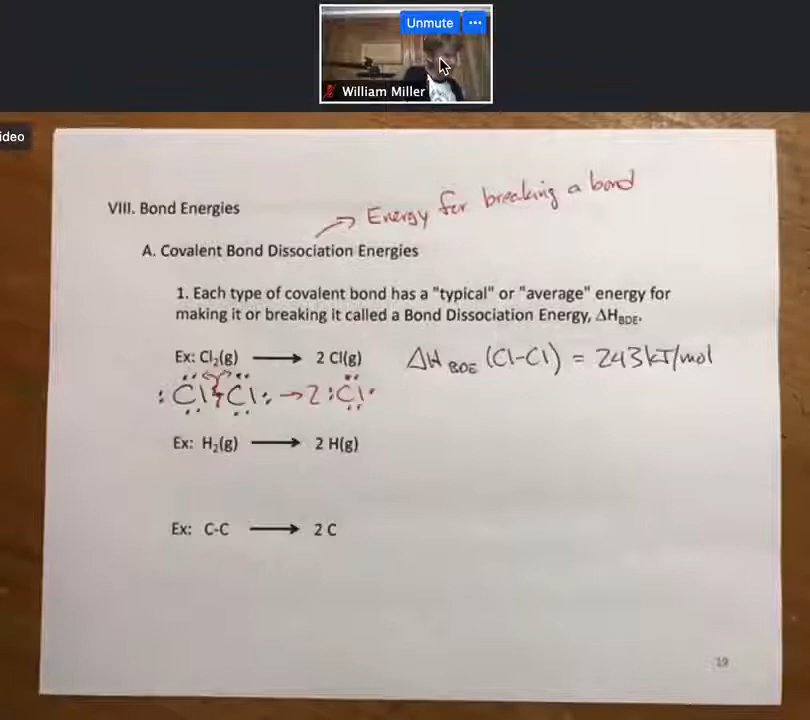 Unmute ...
William Miller
ideo
VIII. Bond Energies
→ Energy for breaking a bond
A. Covalent Bond Dissociation Energies
1. Each type of covalent bond has a "typical" or "average" energy for
making it or breaking it called a Bond Dissociation Energy, ΔH_BDE.
Ex: Cl₂(g) ⟶ 2 Cl(g) ΔH_BDE (Cl-Cl) = 243 kJ/mol
:Cl Cl: → 2 :Cl·
Ex: H₂(g) ⟶ 2 H(g)
Ex: C-C ⟶ 2 C
19